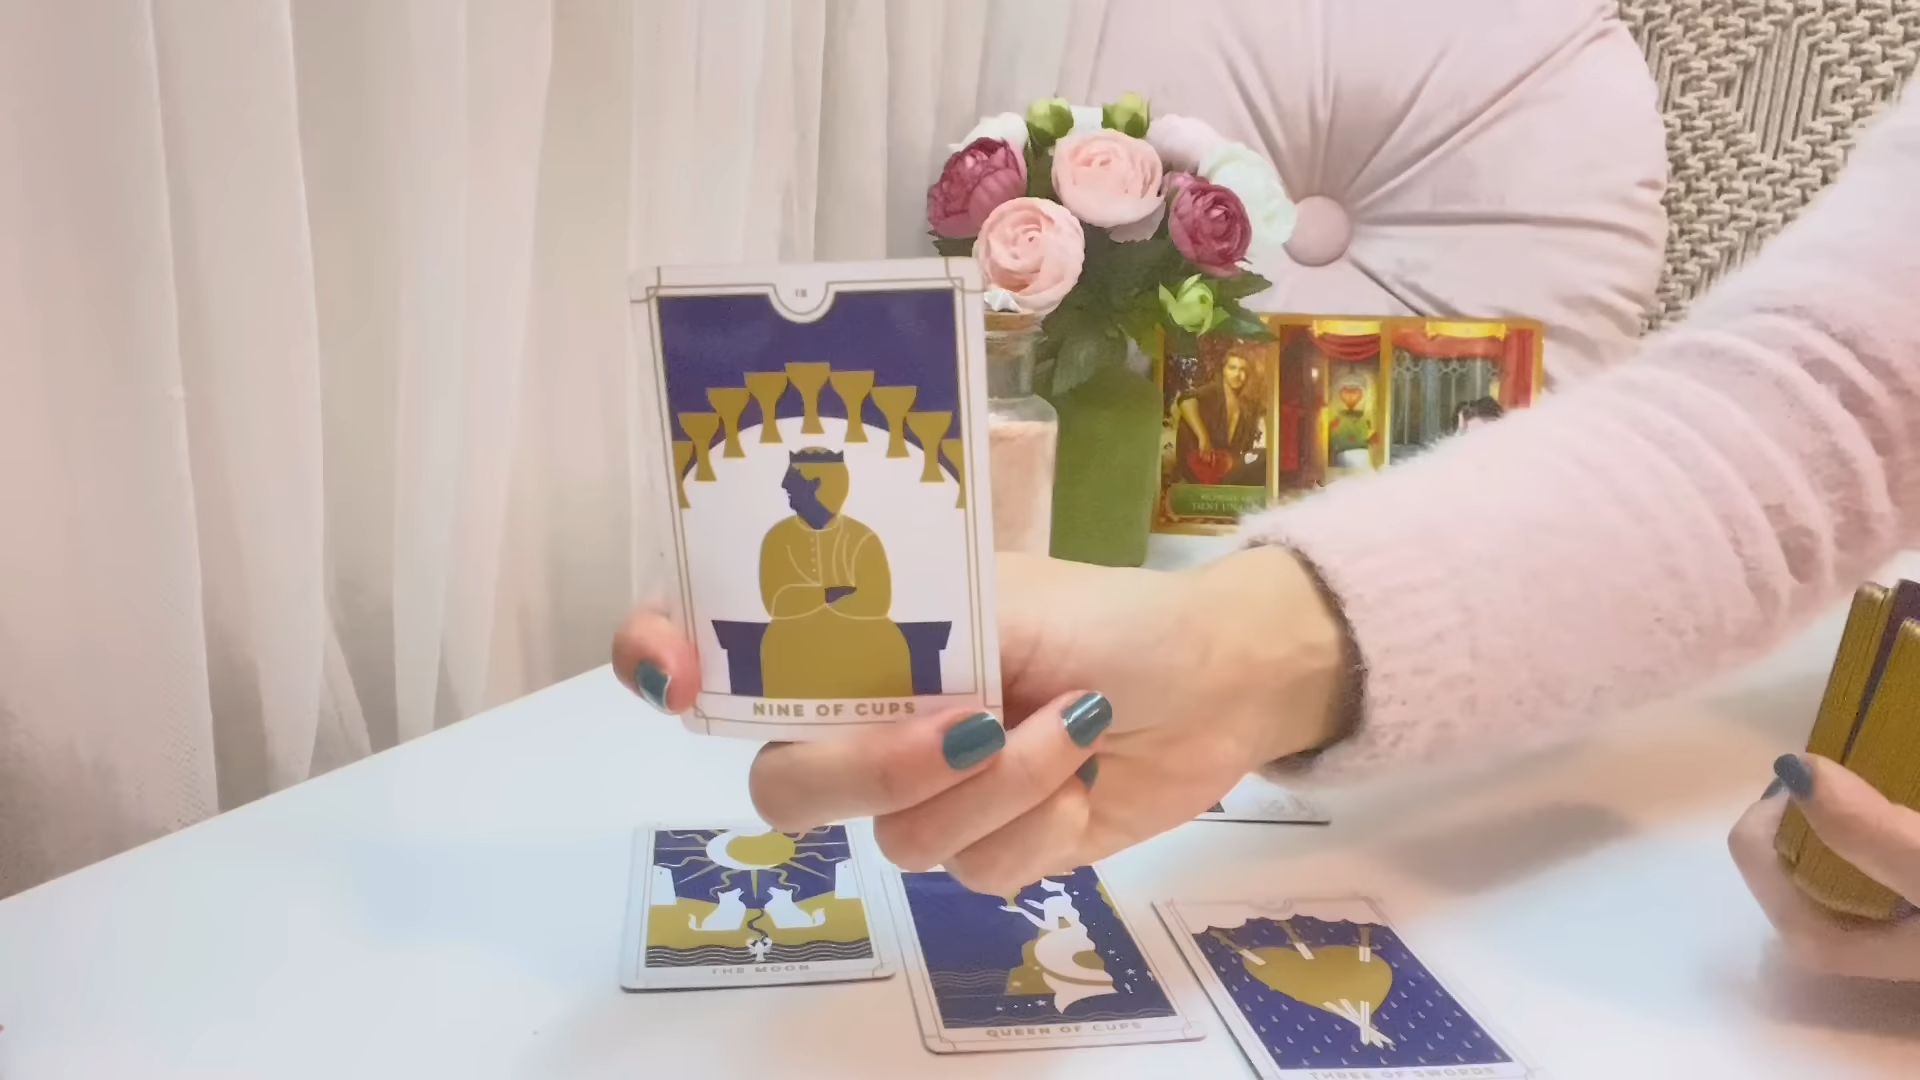 NINE OF CUPS
THE MOON
QUEEN OF CUPS
THREE OF SWORDS